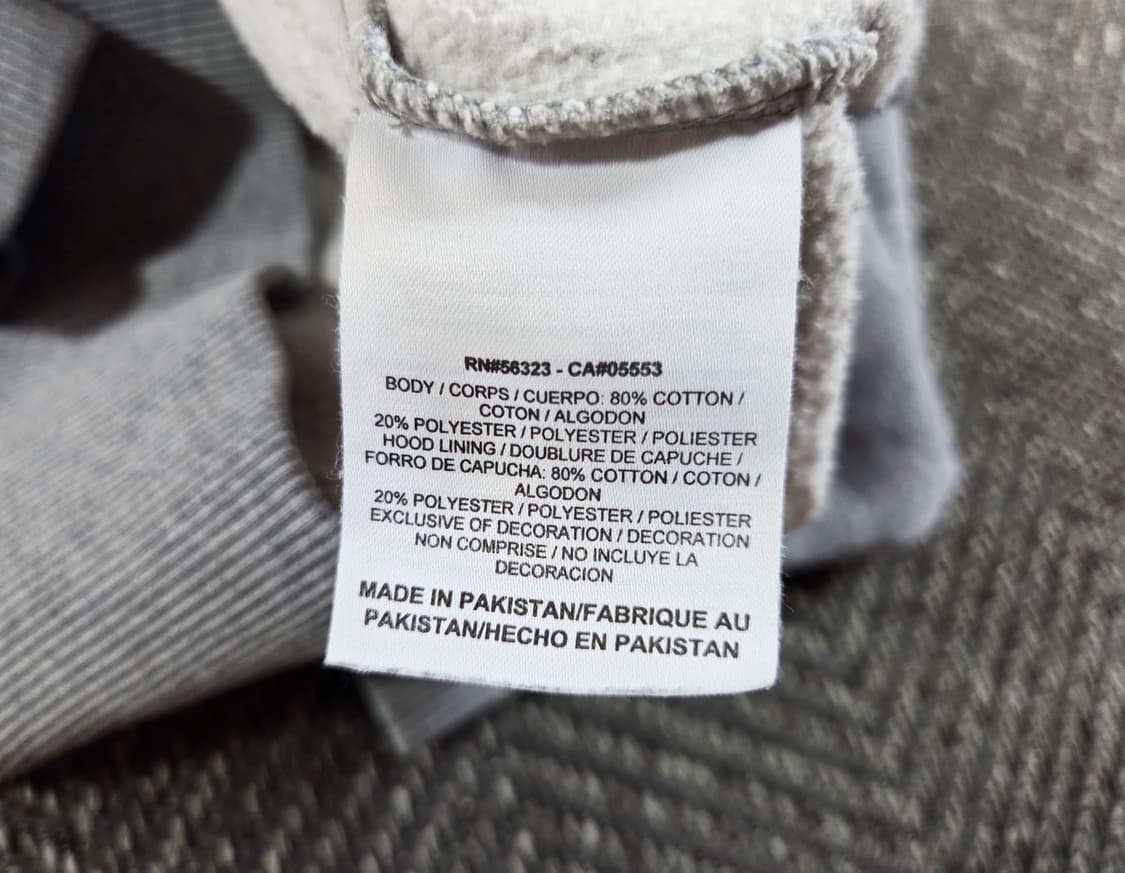 RN#56323 - CA#05553
BODY / CORPS / CUERPO: 80% COTTON /
COTON / ALGODON
20% POLYESTER / POLYESTER / POLIESTER
HOOD LINING / DOUBLURE DE CAPUCHE /
FORRO DE CAPUCHA: 80% COTTON / COTON /
ALGODON
20% POLYESTER / POLYESTER / POLIESTER
EXCLUSIVE OF DECORATION / DECORATION
NON COMPRISE / NO INCLUYE LA
DECORACION
MADE IN PAKISTAN/FABRIQUE AU
PAKISTAN/HECHO EN PAKISTAN